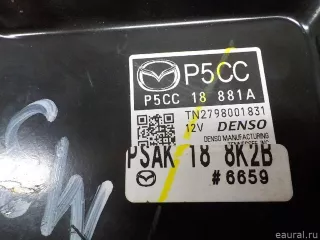 P5CC
P5CC 18 881A
TN2798001831
12V DENSO
DENSO MANUFACTURING
PSAK 18 8K2B
#6659
eaural.ru